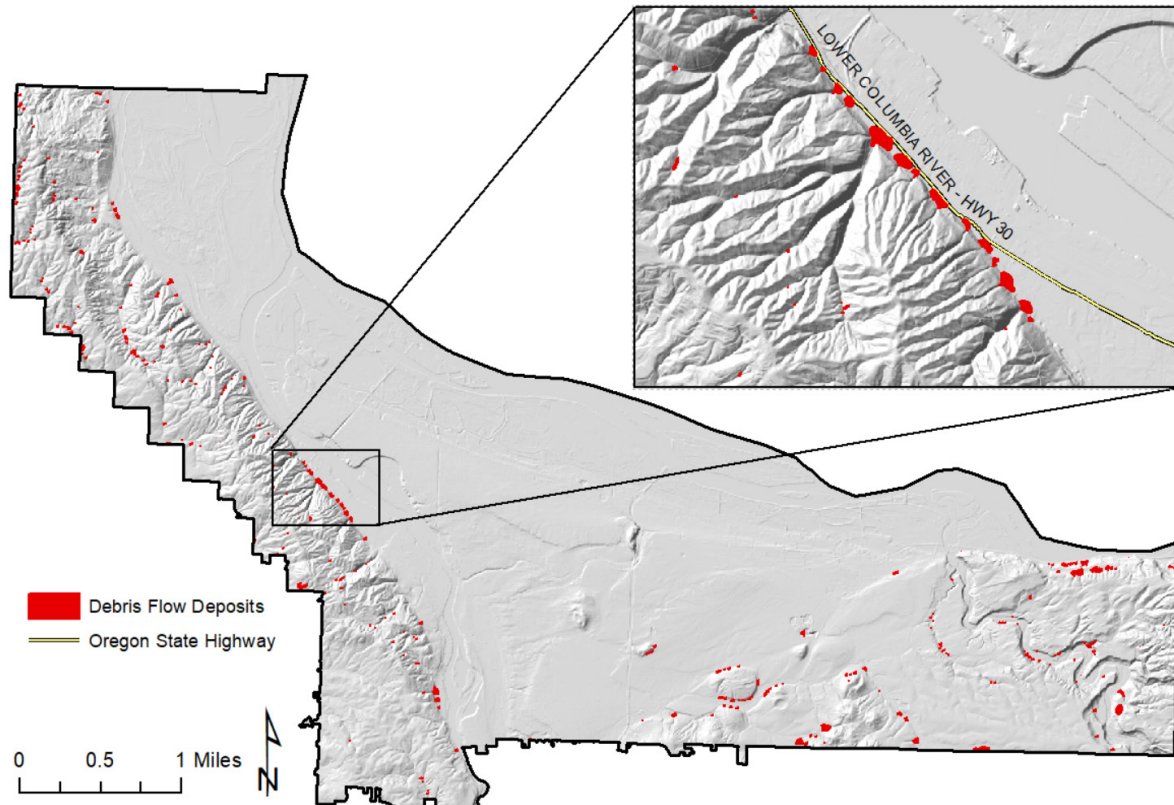 LOWER COLUMBIA RIVER - HWY 30
Debris Flow Deposits
Oregon State Highway
0 0.5 1 Miles
N